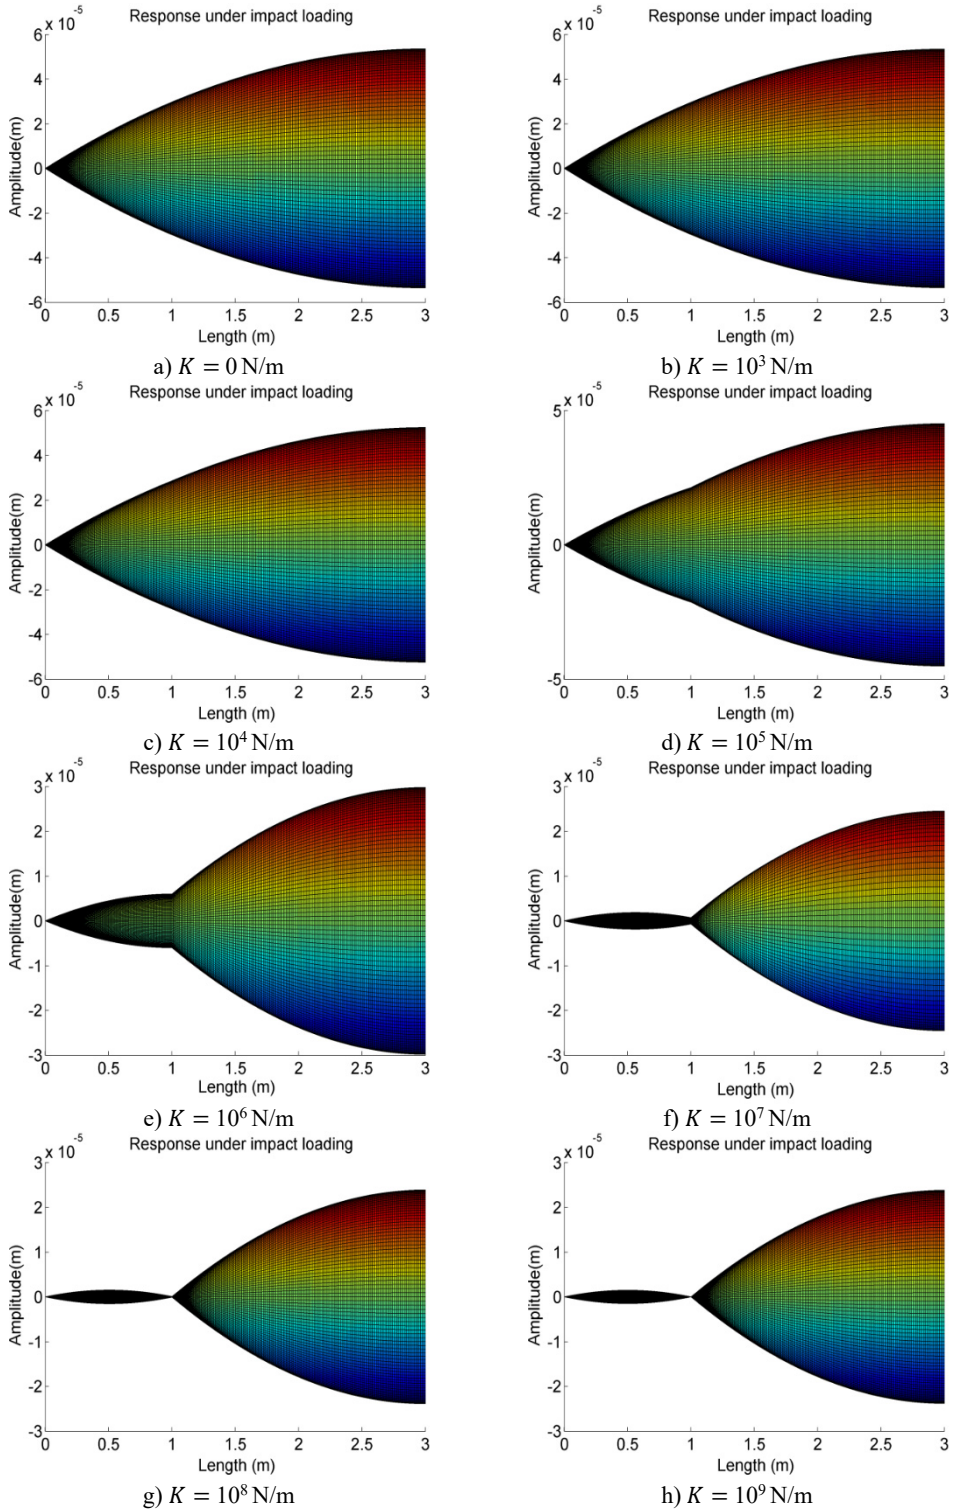 x 10^-5 Response under impact loading
6
4
2
0
-2
-4
-6
Amplitude(m)
0 0.5 1 1.5 2 2.5 3
Length (m)
a) K = 0 N/m
x 10^-5 Response under impact loading
6
4
2
0
-2
-4
-6
Amplitude(m)
0 0.5 1 1.5 2 2.5 3
Length (m)
b) K = 10³ N/m
x 10^-5 Response under impact loading
6
4
2
0
-2
-4
-6
Amplitude(m)
0 0.5 1 1.5 2 2.5 3
Length (m)
c) K = 10⁴ N/m
x 10^-5 Response under impact loading
5
0
-5
Amplitude(m)
0 0.5 1 1.5 2 2.5 3
Length (m)
d) K = 10⁵ N/m
x 10^-5 Response under impact loading
3
2
1
0
-1
-2
-3
Amplitude(m)
0 0.5 1 1.5 2 2.5 3
Length (m)
e) K = 10⁶ N/m
x 10^-5 Response under impact loading
3
2
1
0
-1
-2
-3
Amplitude(m)
0 0.5 1 1.5 2 2.5 3
Length (m)
f) K = 10⁷ N/m
x 10^-5 Response under impact loading
3
2
1
0
-1
-2
-3
Amplitude(m)
0 0.5 1 1.5 2 2.5 3
Length (m)
g) K = 10⁸ N/m
x 10^-5 Response under impact loading
3
2
1
0
-1
-2
-3
Amplitude(m)
0 0.5 1 1.5 2 2.5 3
Length (m)
h) K = 10⁹ N/m